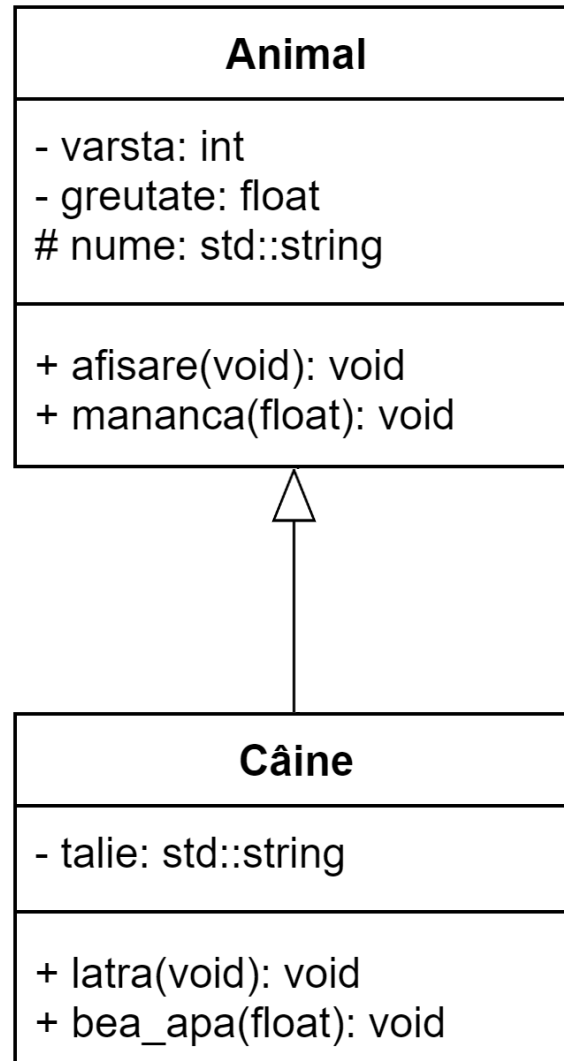 Animal
- varsta: int
- greutate: float
# nume: std::string
+ afisare(void): void
+ mananca(float): void
Câine
- talie: std::string
+ latra(void): void
+ bea_apa(float): void